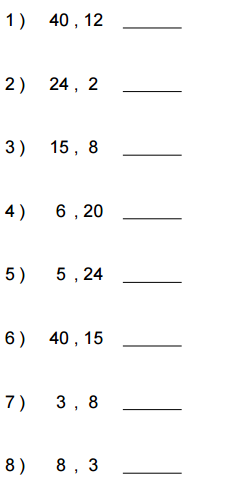 1 ) 40 , 12 ______
2 ) 24 , 2 ______
3 ) 15 , 8 ______
4 ) 6 , 20 ______
5 ) 5 , 24 ______
6 ) 40 , 15 ______
7 ) 3 , 8 ______
8 ) 8 , 3 ______